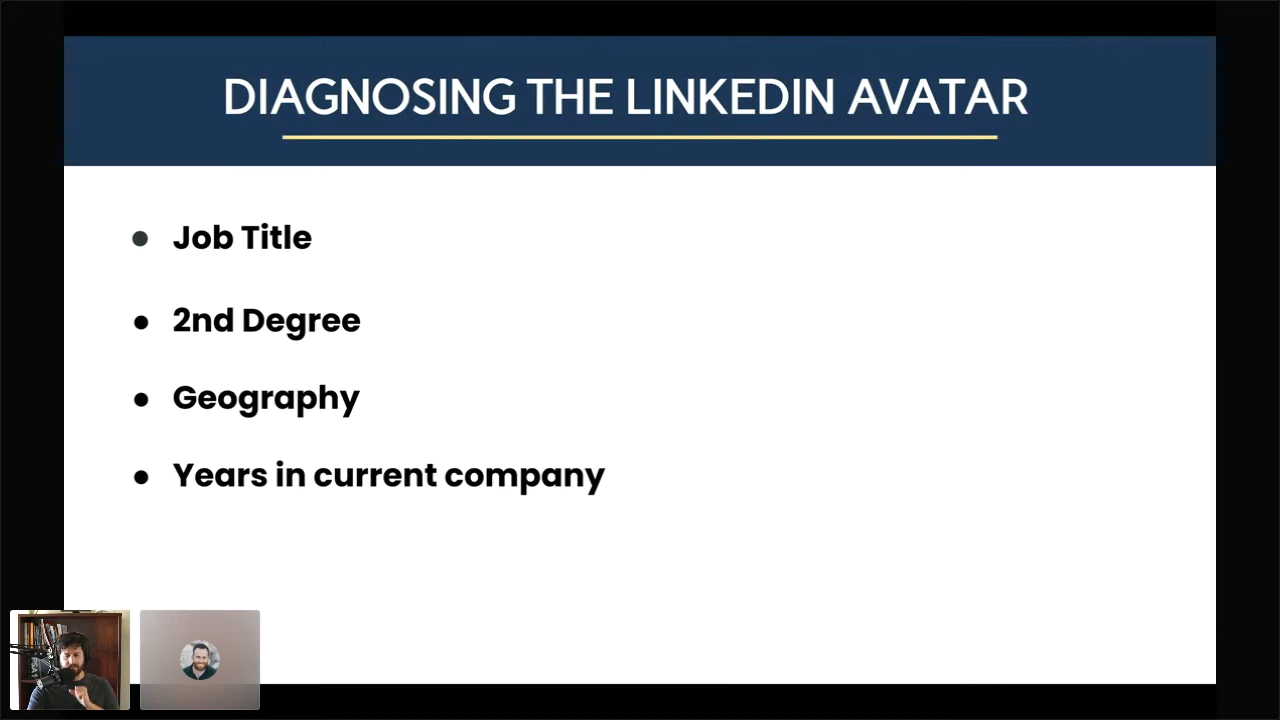 DIAGNOSING THE LINKEDIN AVATAR
Job Title
2nd Degree
Geography
Years in current company